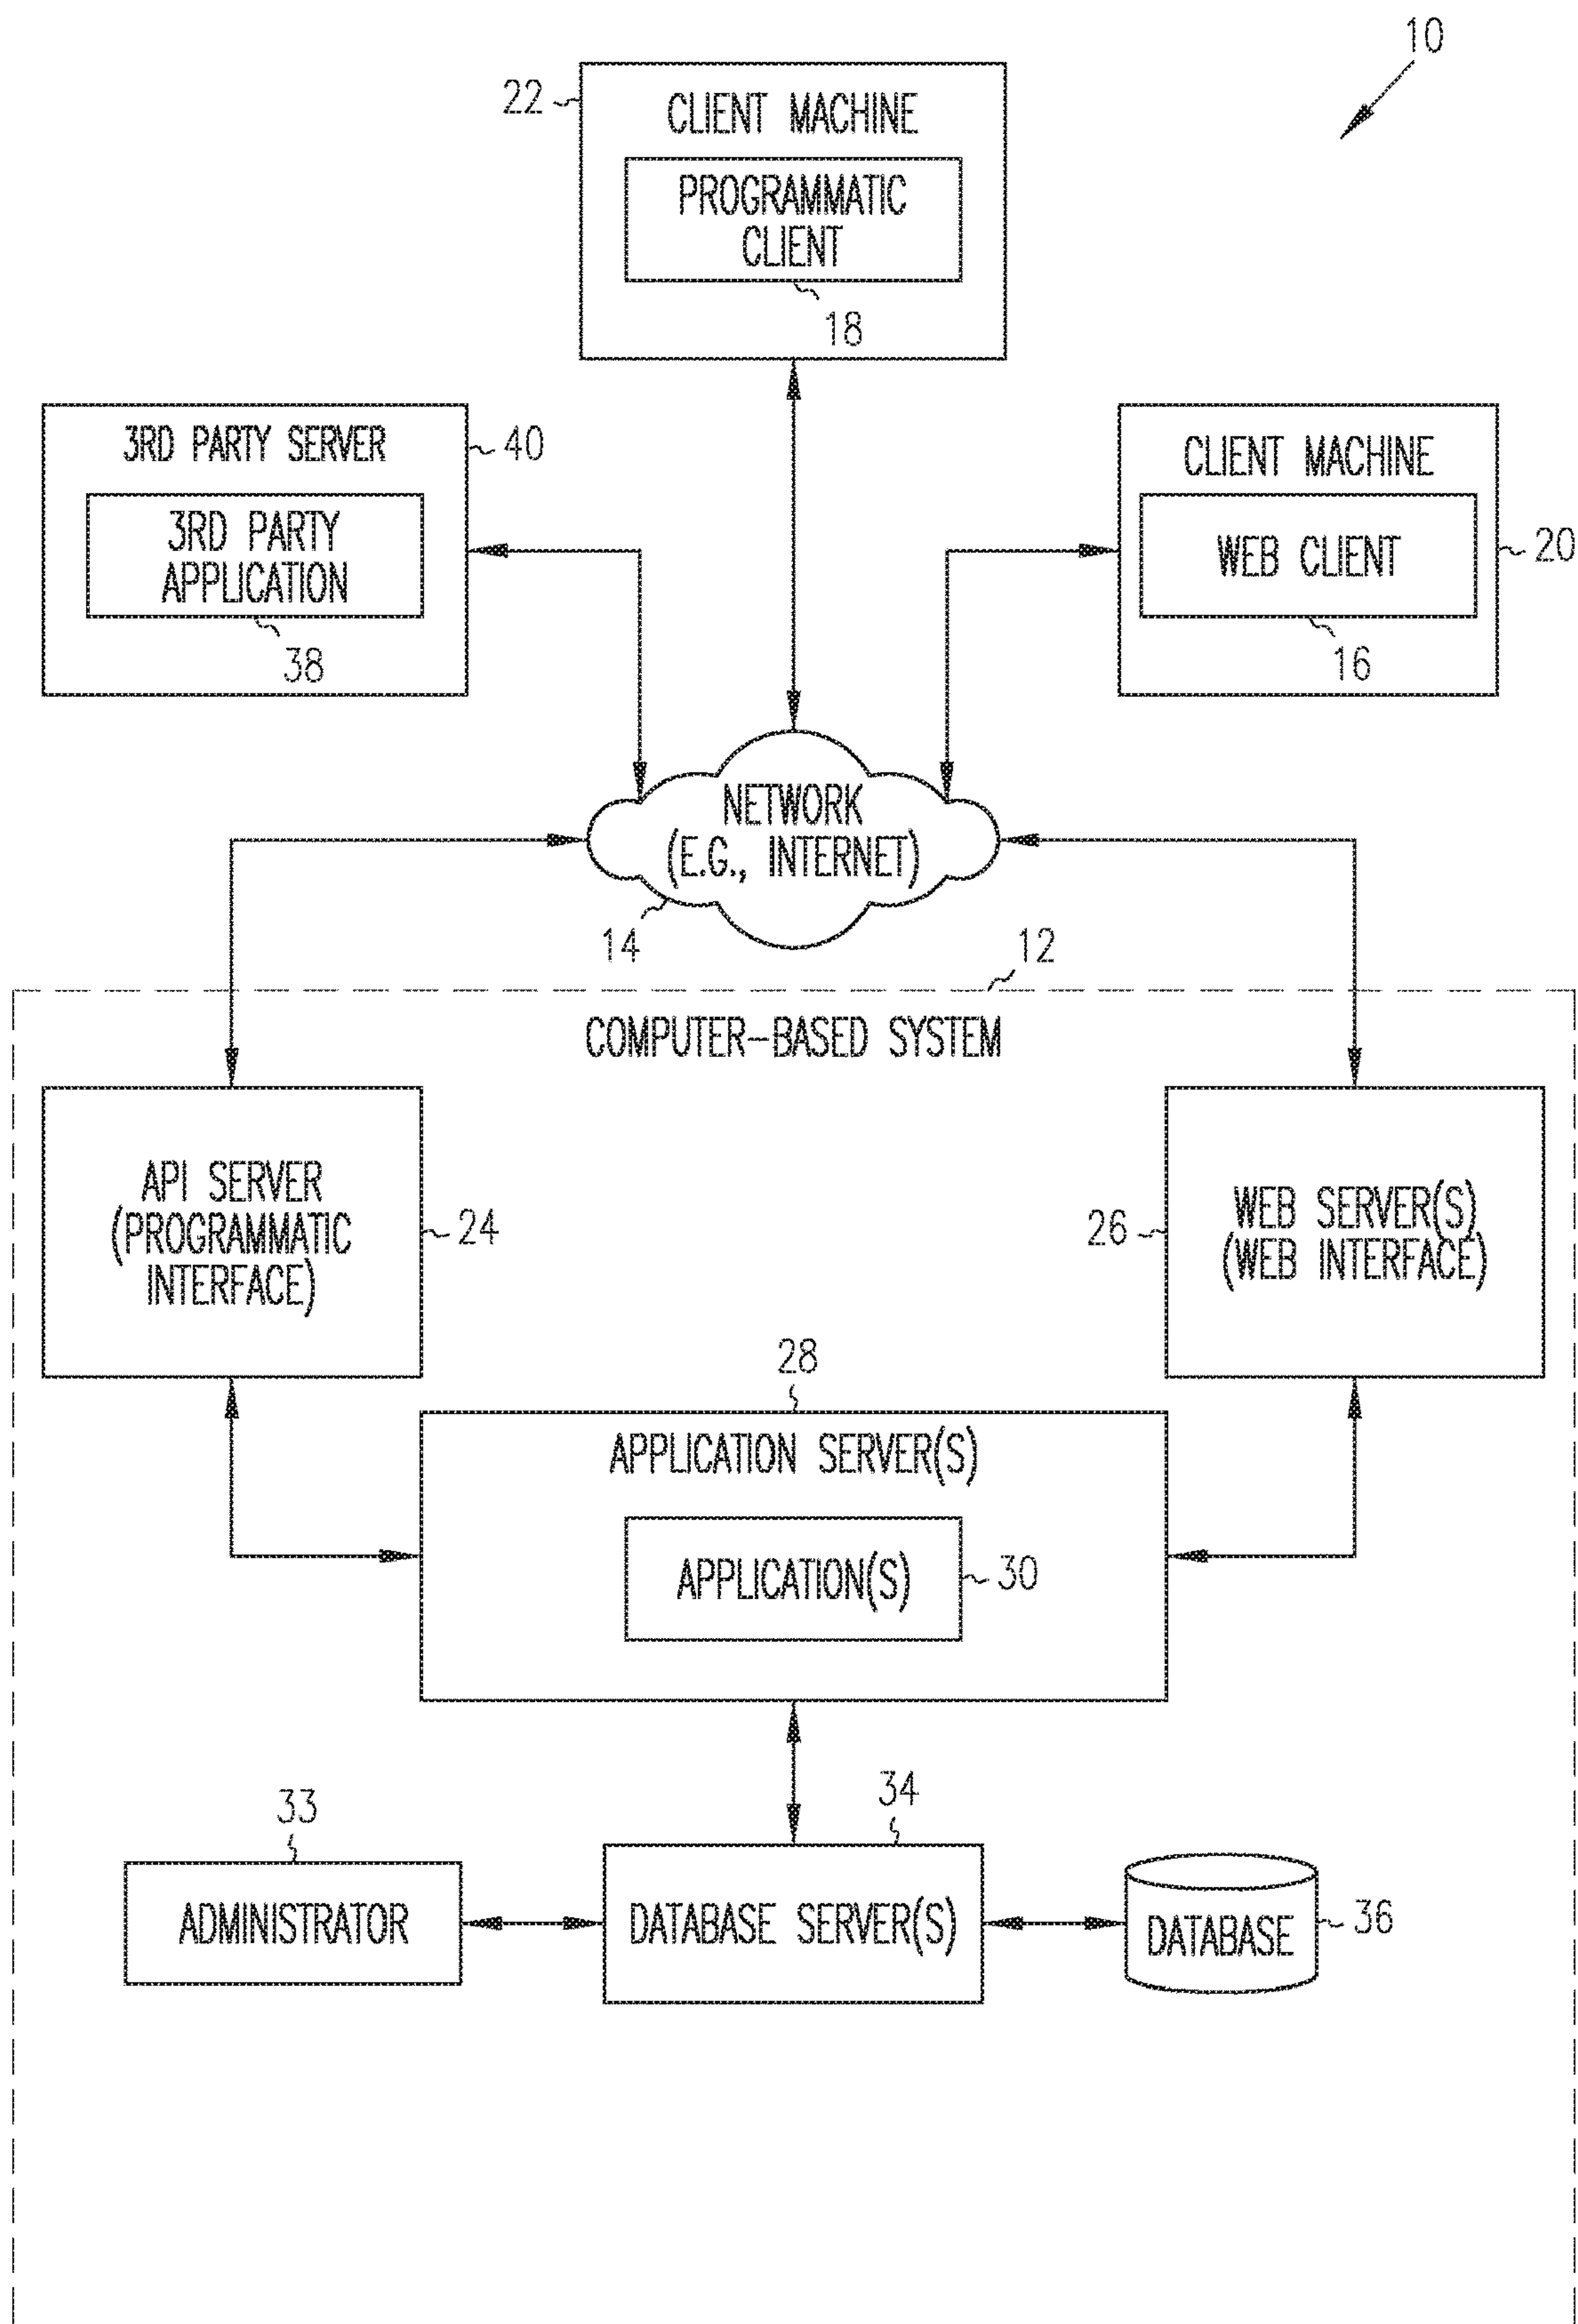 10
22
CLIENT MACHINE
PROGRAMMATIC
CLIENT
18
3RD PARTY SERVER
40
3RD PARTY
APPLICATION
38
CLIENT MACHINE
WEB CLIENT
20
16
NETWORK
(E.G., INTERNET)
14
12
COMPUTER-BASED SYSTEM
API SERVER
(PROGRAMMATIC
INTERFACE)
24
26
WEB SERVER(S)
(WEB INTERFACE)
28
APPLICATION SERVER(S)
APPLICATION(S)
30
33
ADMINISTRATOR
34
DATABASE SERVER(S)
DATABASE
36